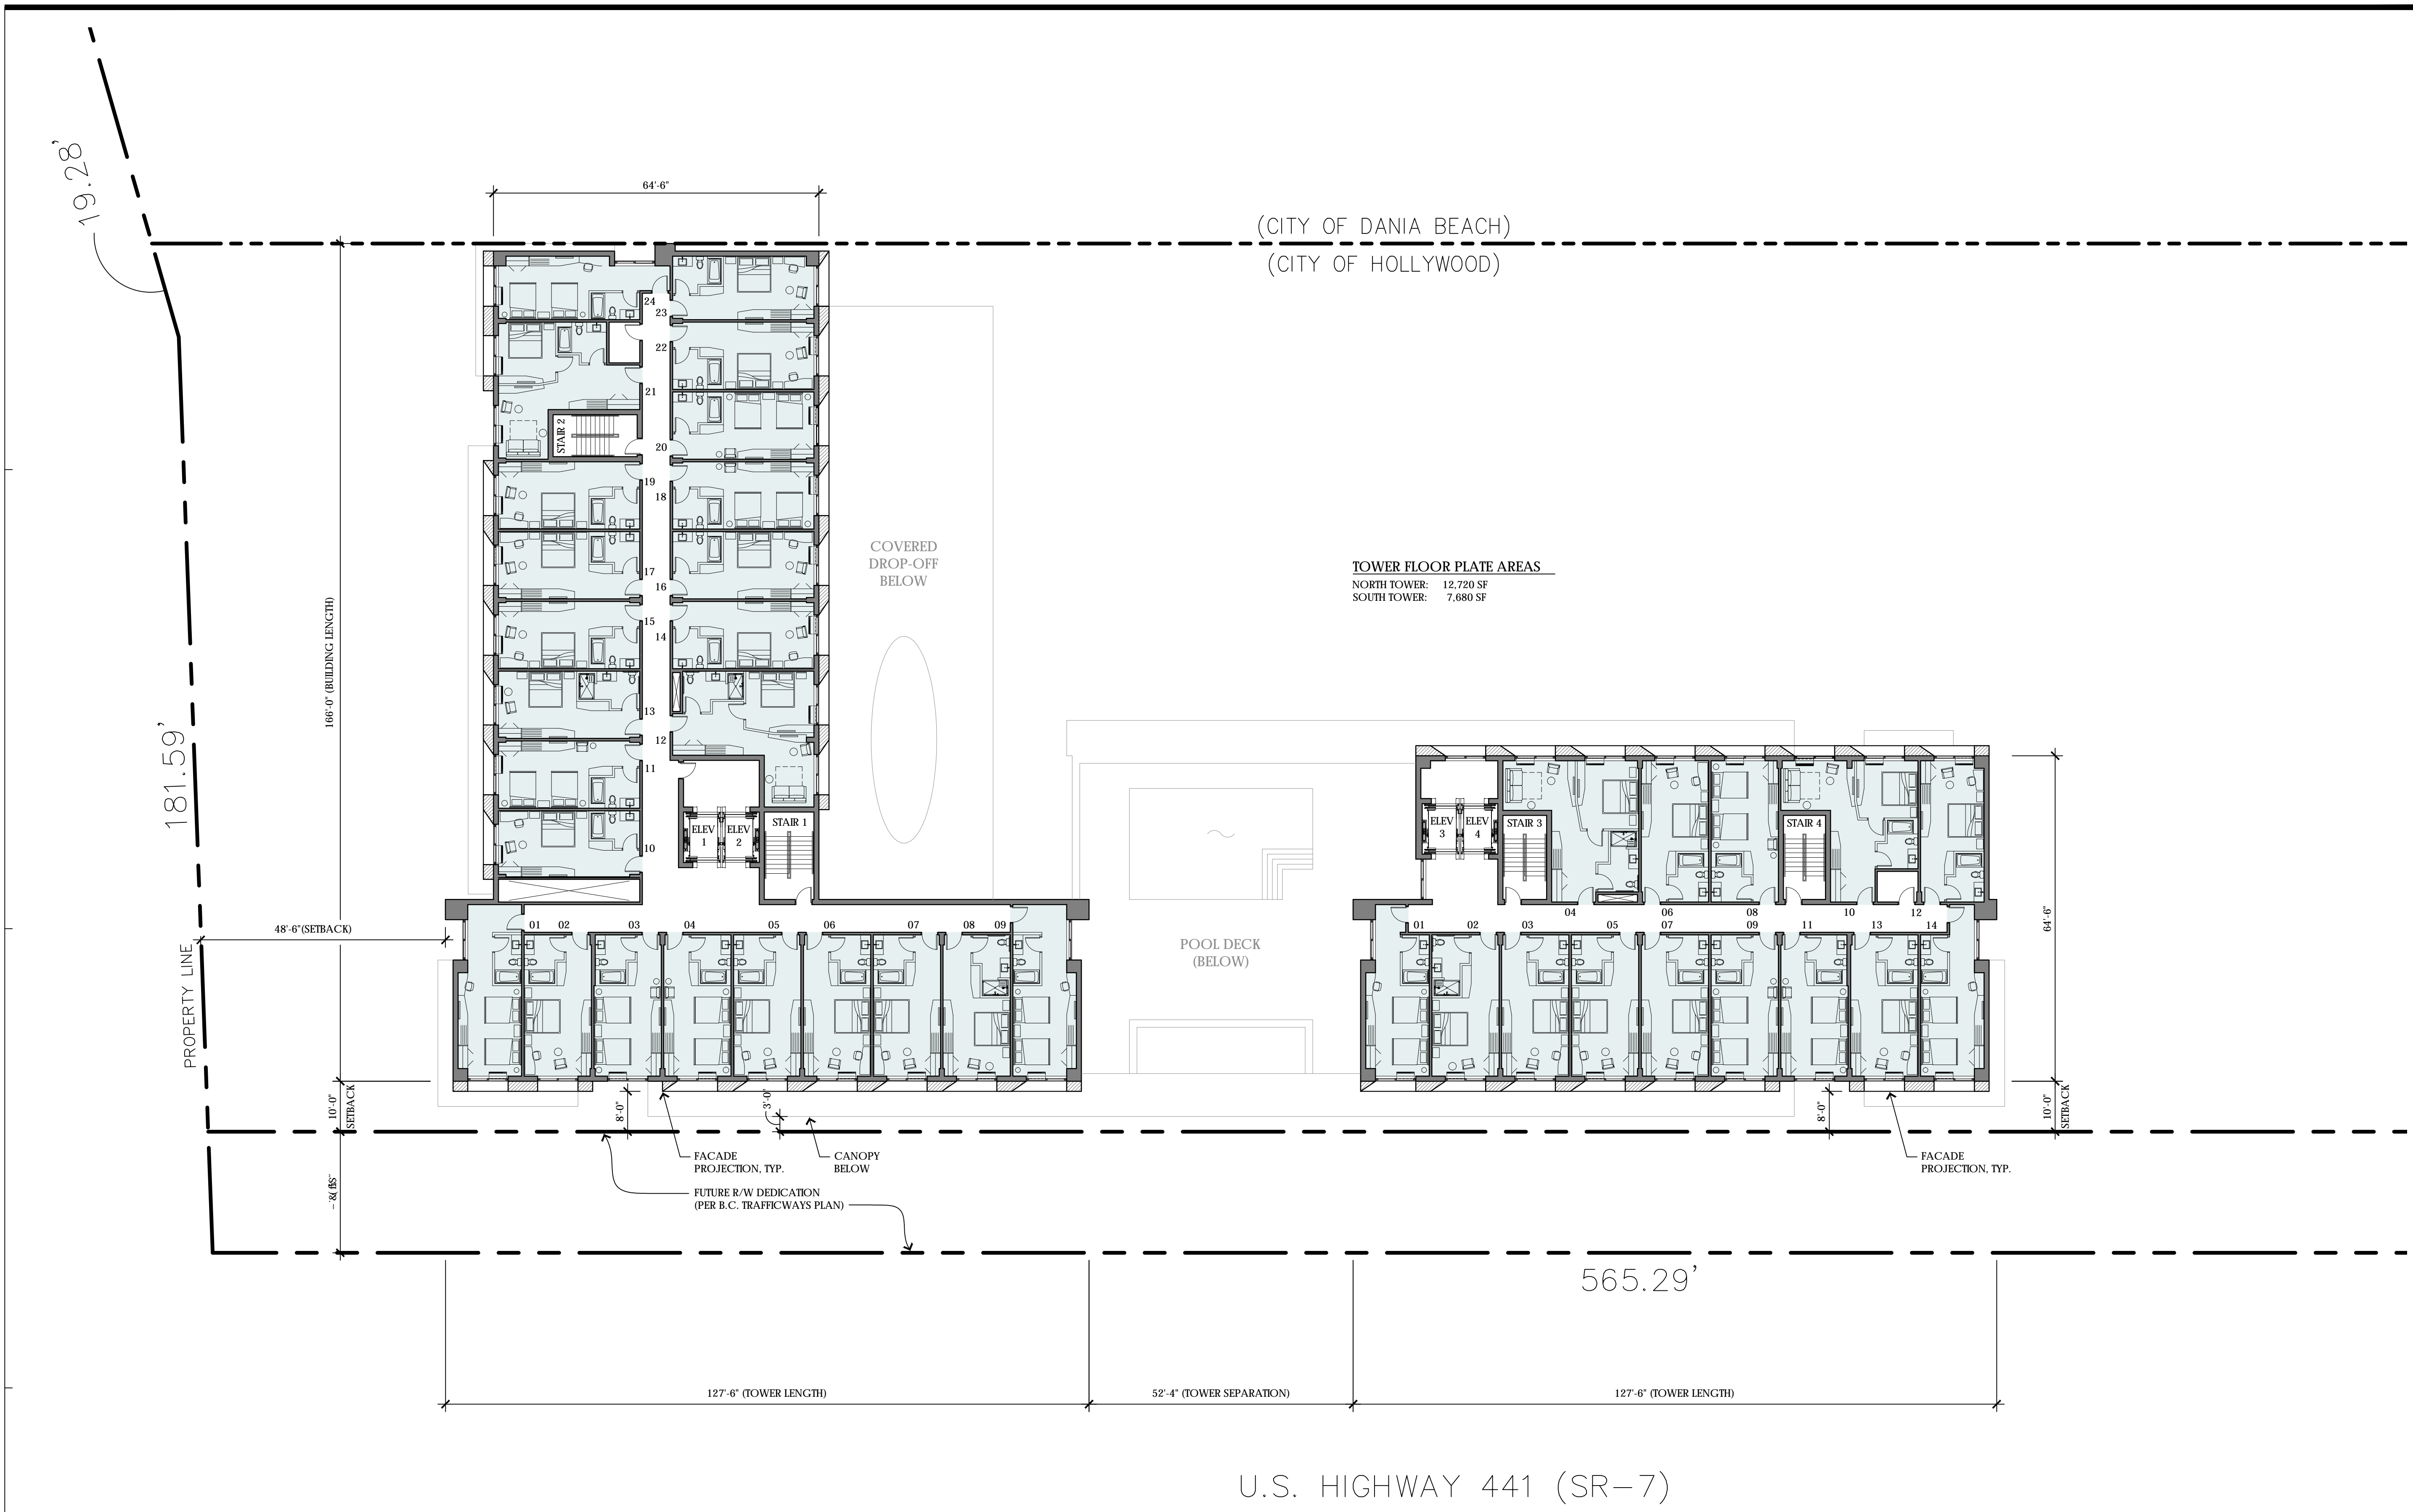 19.28'
64'-6"
(CITY OF DANIA BEACH)
(CITY OF HOLLYWOOD)
24
23
22
21
STAIR 2
20
19
18
17
16
15
14
13
12
11
10
COVERED
DROP-OFF
BELOW
TOWER FLOOR PLATE AREAS
NORTH TOWER: 12,720 SF
SOUTH TOWER: 7,680 SF
166'-0" (BUILDING LENGTH)
181.59'
PROPERTY LINE
48'-6"(SETBACK)
ELEV
1
ELEV
2
STAIR 1
ELEV
3
ELEV
4
STAIR 3
STAIR 4
01
02
03
04
05
06
07
08
09
POOL DECK
(BELOW)
04
06
08
10
12
01
02
03
05
07
09
11
13
14
64'-6"
10'-0"
SETBACK
8'-0"
3'-0"
8'-0"
10'-0"
SETBACK
FACADE
PROJECTION, TYP.
CANOPY
BELOW
FACADE
PROJECTION, TYP.
FUTURE R/W DEDICATION
(PER B.C. TRAFFICWAYS PLAN)
565.29'
127'-6" (TOWER LENGTH)
52'-4" (TOWER SEPARATION)
127'-6" (TOWER LENGTH)
U.S. HIGHWAY 441 (SR-7)